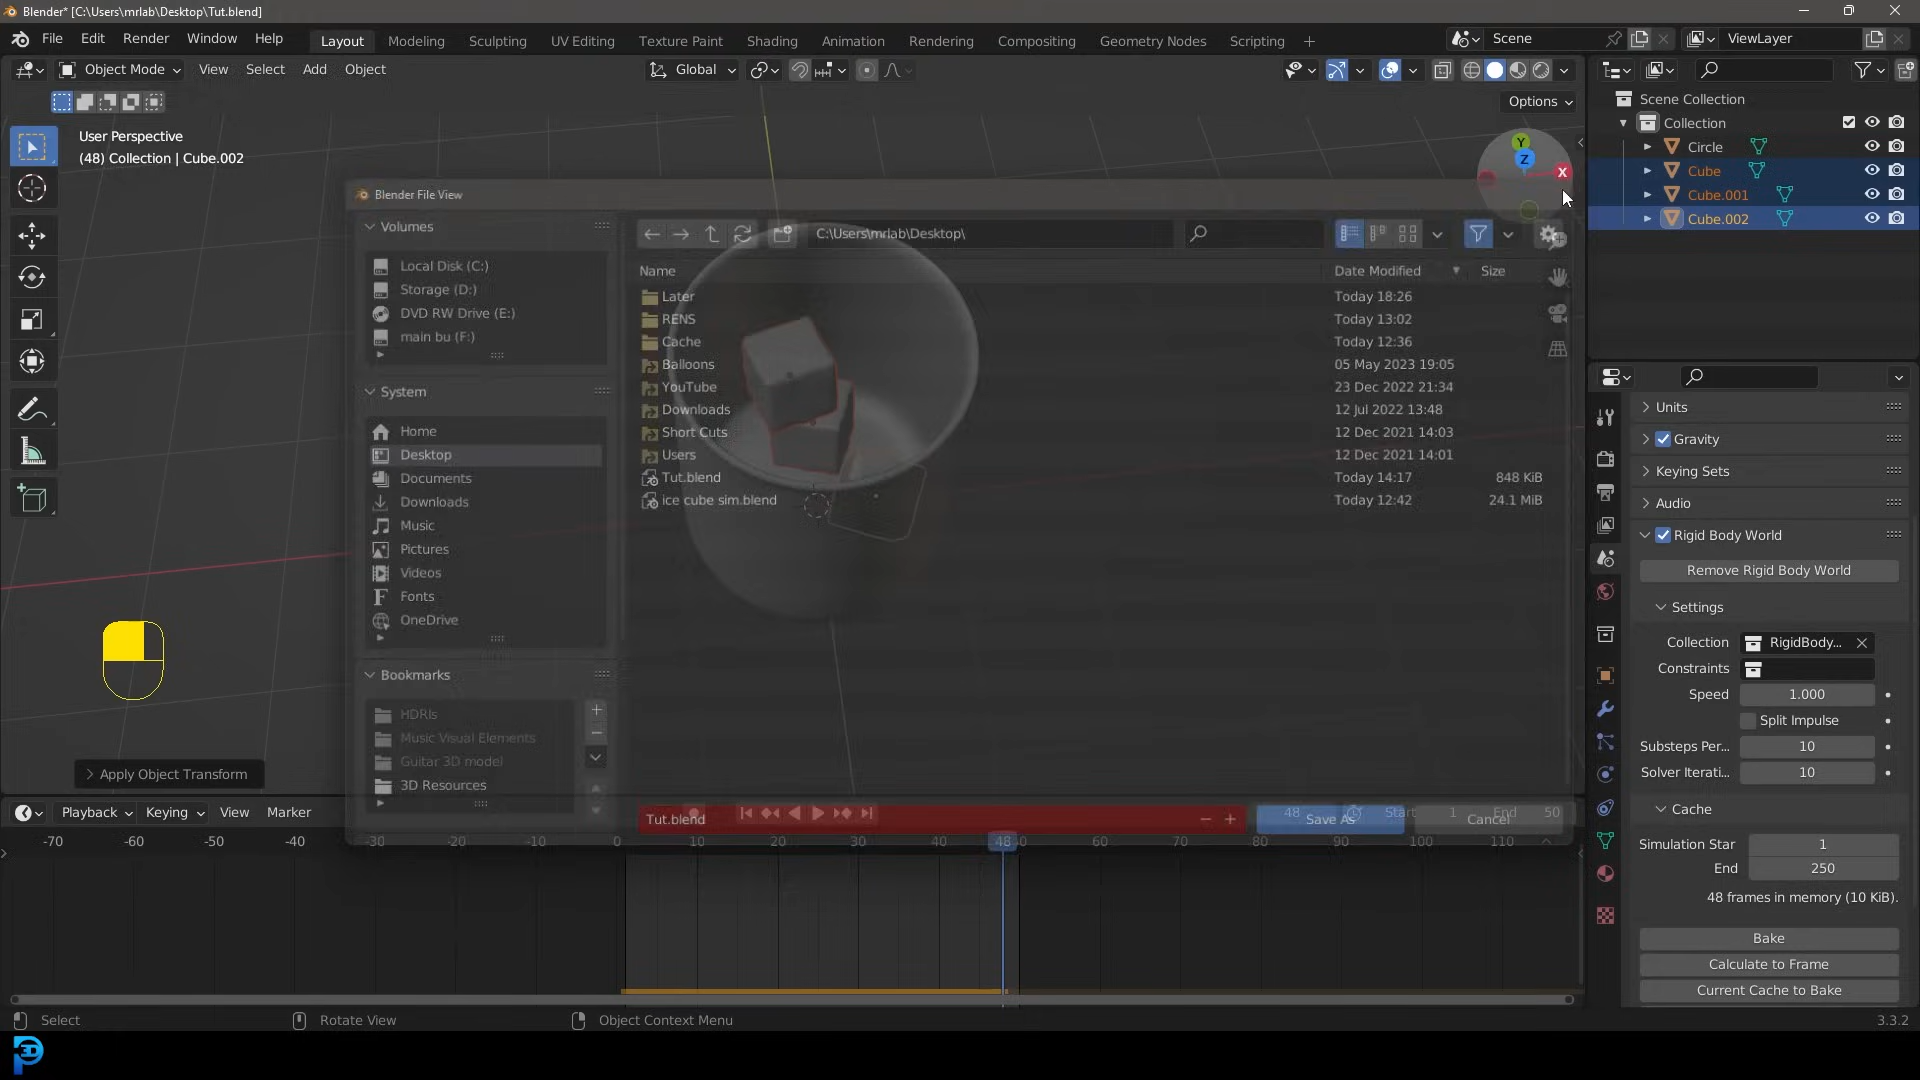 Blender* [C:\Users\mrlab\Desktop\Tut.blend]
File Edit Render Window Help
Layout Modeling Sculpting UV Editing Texture Paint Shading Animation Rendering Compositing Geometry Nodes Scripting +
Scene
ViewLayer
Object Mode View Select Add Object
Global
Options
User Perspective
(48) Collection | Cube.002
Y
Z
X
Scene Collection
Collection
Circle
Cube
Cube.001
Cube.002
Blender File View
Volumes
Local Disk (C:)
Storage (D:)
DVD RW Drive (E:)
main bu (F:)
System
Home
Desktop
Documents
Downloads
Music
Pictures
Videos
Fonts
OneDrive
Bookmarks
HDRIs
Music Visual Elements
Guitar 3D model
3D Resources
C:\Users\mrlab\Desktop\
Name Date Modified Size
Later Today 18:26
RENS Today 13:02
Cache Today 12:36
Balloons 05 May 2023 19:05
YouTube 23 Dec 2022 21:34
Downloads 12 Jul 2022 13:48
Short Cuts 12 Dec 2021 14:03
Users 12 Dec 2021 14:01
Tut.blend Today 14:17 848 KiB
ice cube sim.blend Today 12:42 24.1 MiB
Tut.blend
Save As
Cancel
Apply Object Transform
Playback Keying View Marker
48 Start 1 End 50
-70 -60 -50 -40 -30 -20 -10 0 10 20 30 40 48 50 60 70 80 90 100 110
Units
Gravity
Keying Sets
Audio
Rigid Body World
Remove Rigid Body World
Settings
Collection RigidBody...
Constraints
Speed 1.000
Split Impulse
Substeps Per... 10
Solver Iterati... 10
Cache
Simulation Star 1
End 250
48 frames in memory (10 KiB).
Bake
Calculate to Frame
Current Cache to Bake
Select
Rotate View
Object Context Menu
3.3.2